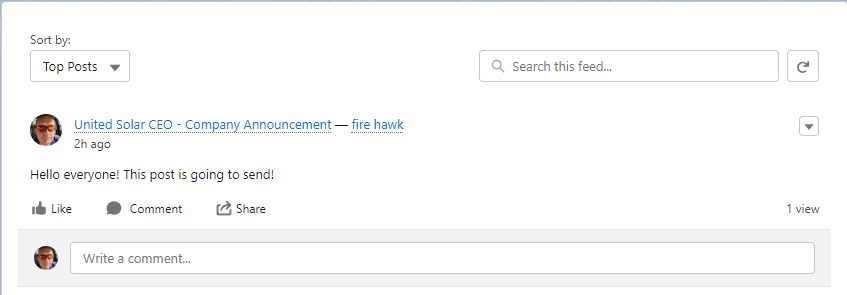 Sort by:
Top Posts
Search this feed...
United Solar CEO - Company Announcement — fire hawk
2h ago
Hello everyone! This post is going to send!
Like Comment Share 1 view
Write a comment...